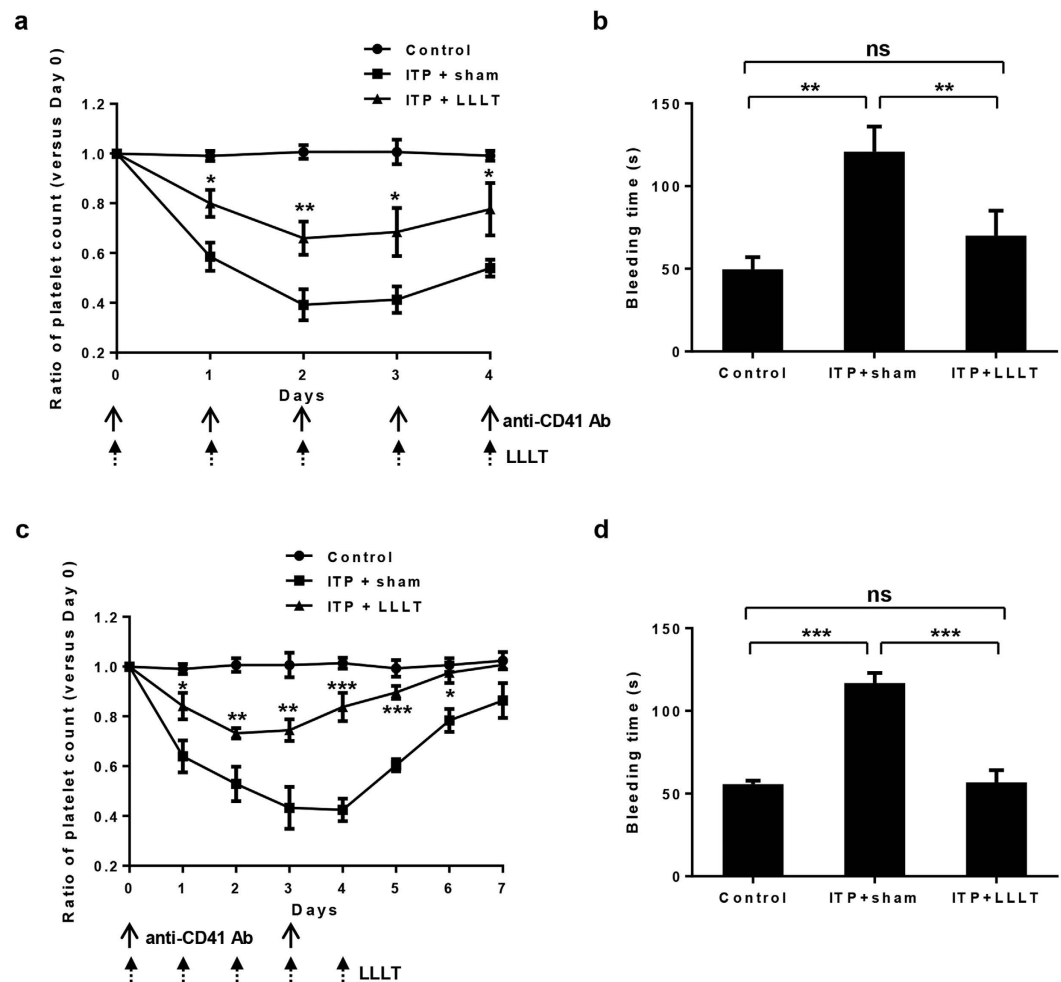 a
Control
ITP + sham
ITP + LLLT
Ratio of platelet count (versus Day 0)
1.2
1.0
0.8
0.6
0.4
0.2
*
**
*
*
0 1 2 3 4
Days
anti-CD41 Ab
LLLT
b
ns
** **
Bleeding time (s)
150
100
50
0
Control ITP+sham ITP+LLLT
c
Control
ITP + sham
ITP + LLLT
Ratio of platelet count (versus Day 0)
1.2
1.0
0.8
0.6
0.4
0.2
*
**
**
***
***
*
0 1 2 3 4 5 6 7
Days
anti-CD41 Ab
LLLT
d
ns
*** ***
Bleeding time (s)
150
100
50
0
Control ITP+sham ITP+LLLT